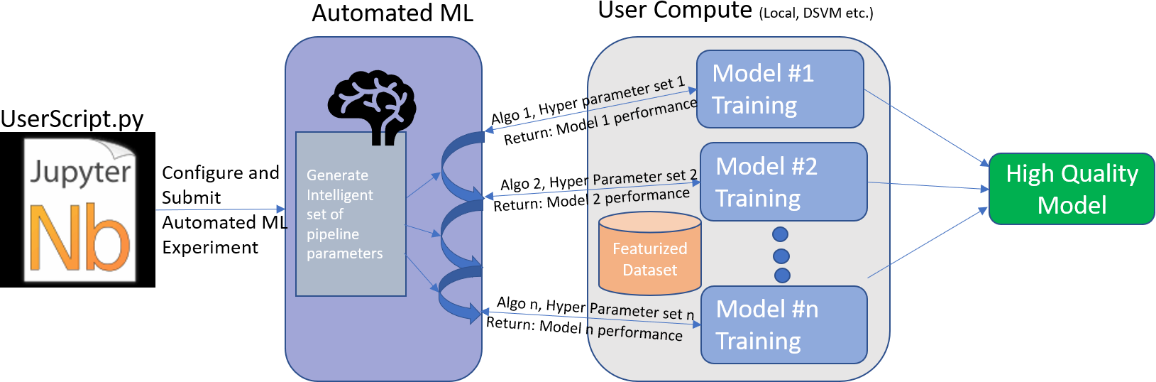 Automated ML
User Compute (Local, DSVM etc.)
UserScript.py
Jupyter
Nb
Configure and
Submit
Automated ML
Experiment
Generate
Intelligent
set of
pipeline
parameters
Algo 1, Hyper parameter set 1
Return: Model 1 performance
Algo 2, Hyper Parameter set 2
Return: Model 2 performance
Algo n, Hyper Parameter set n
Return: Model n performance
Model #1
Training
Model #2
Training
Featurized
Dataset
Model #n
Training
High Quality
Model